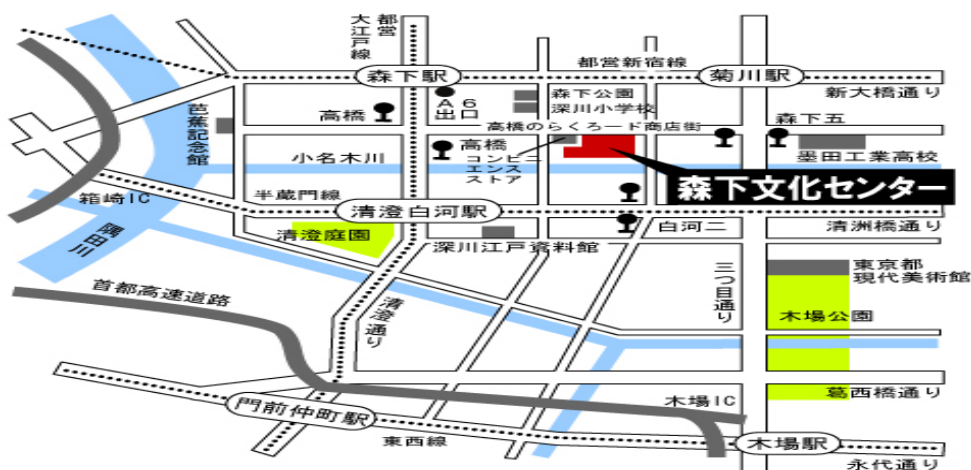 都営
大江戸線
森下駅
都営新宿線
菊川駅
新大橋通り
芭蕉記念館
高橋
A6
出口
森下公園
深川小学校
高橋のらくろード商店街
森下五
墨田工業高校
小名木川
高橋
コンビニ
エンス
ストア
森下文化センター
箱崎IC
半蔵門線
清澄白河駅
白河二
清洲橋通り
隅田川
清澄庭園
深川江戸資料館
三つ目通り
東京都
現代美術館
首都高速道路
清澄通り
木場公園
葛西橋通り
門前仲町駅
木場IC
東西線
木場駅
永代通り